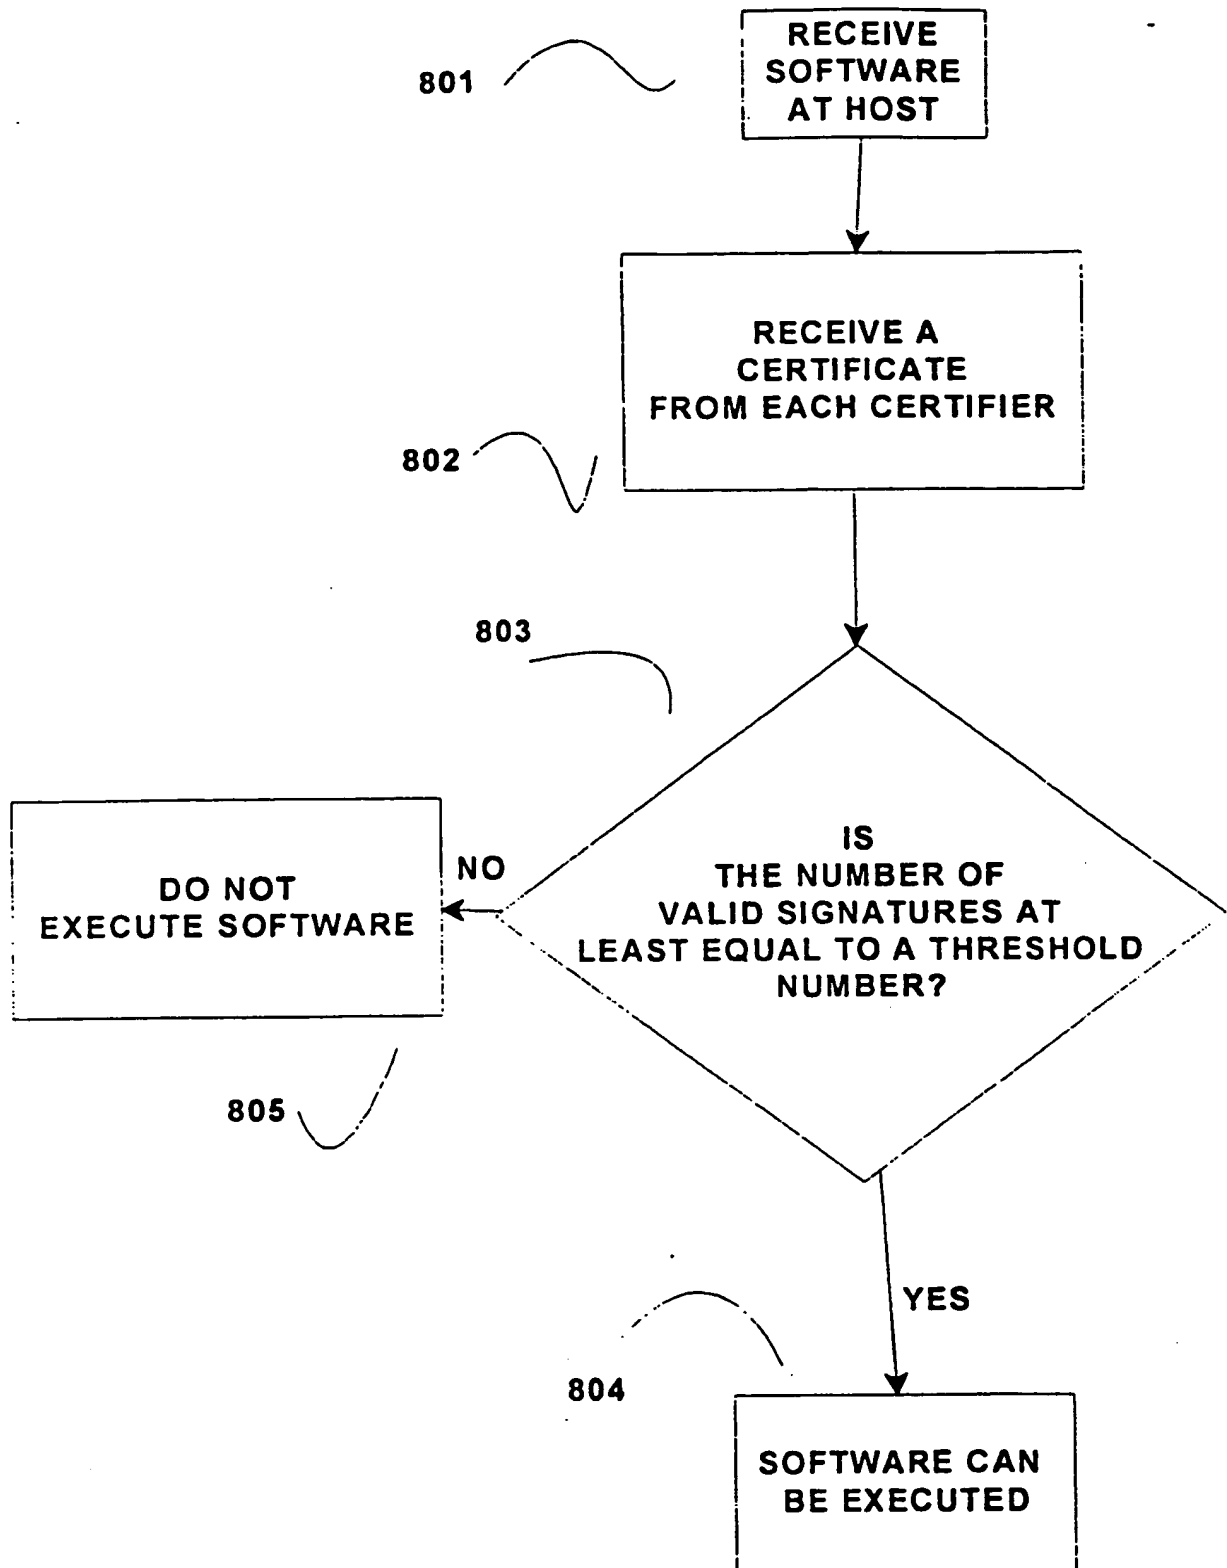 RECEIVE
SOFTWARE
AT HOST
801
RECEIVE A
CERTIFICATE
FROM EACH CERTIFIER
802
803
IS
THE NUMBER OF
VALID SIGNATURES AT
LEAST EQUAL TO A THRESHOLD
NUMBER?
NO
DO NOT
EXECUTE SOFTWARE
805
YES
804
SOFTWARE CAN
BE EXECUTED